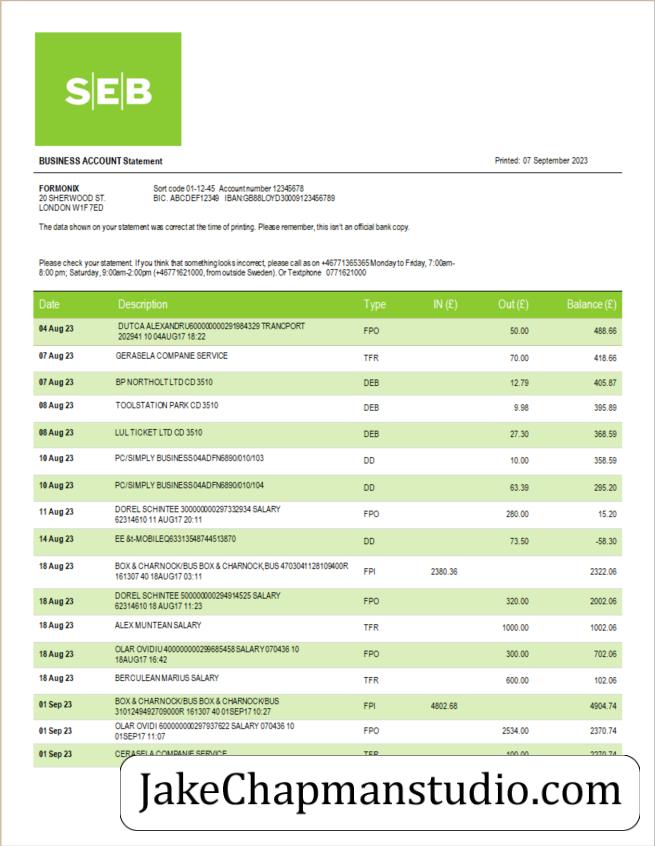 S|E|B
BUSINESS ACCOUNT Statement Printed: 07 September 2023
FORMONIX Sort code 01-12-45 Account number 12345678
20 SHERWOOD ST. BIC. ABCDEF12349 IBAN:GB88LOYD30009123456789
LONDON W1F 7ED
The data shown on your statement was correct at the time of printing. Please remember, this isn't an official bank copy.
Please check your statement. If you think that something looks incorrect, please call as on +46771365365 Monday to Friday, 7:00am-
8:00 pm; Saturday, 9:00am-2:00pm (+46771621000, from outside Sweden). Or Textphone 0771621000
Date Description Type IN (£) Out (£) Balance (£)
04 Aug 23 DUTCA ALEXANDRU600000000291984329 TRANCPORT FPO 50.00 488.66
202941 10 04AUG17 18:22
07 Aug 23 GERASELA COMPANIE SERVICE TFR 70.00 418.66
07 Aug 23 BP NORTHOLT LTD CD 3510 DEB 12.79 405.87
08 Aug 23 TOOLSTATION PARK CD 3510 DEB 9.98 395.89
08 Aug 23 LUL TICKET LTD CD 3510 DEB 27.30 368.59
10 Aug 23 PC/SIMPLY BUSINESS04ADFN6890/010/103 DD 10.00 358.59
10 Aug 23 PC/SIMPLY BUSINESS04ADFN6890/010/104 DD 63.39 295.20
11 Aug 23 DOREL SCHINTEE 300000000297332934 SALARY FPO 280.00 15.20
62314610 11 AUG17 20:11
14 Aug 23 EE &t-MOBILEQ63313548744513870 DD 73.50 -58.30
18 Aug 23 BOX & CHARNOCK/BUS BOX & CHARNOCK,BUS 4703041128109400R FPI 2380.36 2322.06
161307 40 18AUG17 03:11
18 Aug 23 DOREL SCHINTEE 500000000294914525 SALARY FPO 320.00 2002.06
62314610 18 AUG17 11:23
18 Aug 23 ALEX MUNTEAN SALARY TFR 1000.00 1002.06
18 Aug 23 OLAR OVIDIU 400000000299685458 SALARY 070436 10 FPO 300.00 702.06
18AUG17 16:42
18 Aug 23 BERCULEAN MARIUS SALARY TFR 600.00 102.06
01 Sep 23 BOX & CHARNOCK/BUS BOX & CHARNOCK/BUS FPI 4802.68 4904.74
3101249492709000R 161307 40 01SEP17 10:27
01 Sep 23 OLAR OVIDI 600000000297937622 SALARY 070436 10 FPO 2534.00 2370.74
01SEP17 11:07
01 Sep 23 CERASELA COMPANIE SERVICE TFR 100.00 2270.74
JakeChapmanstudio.com